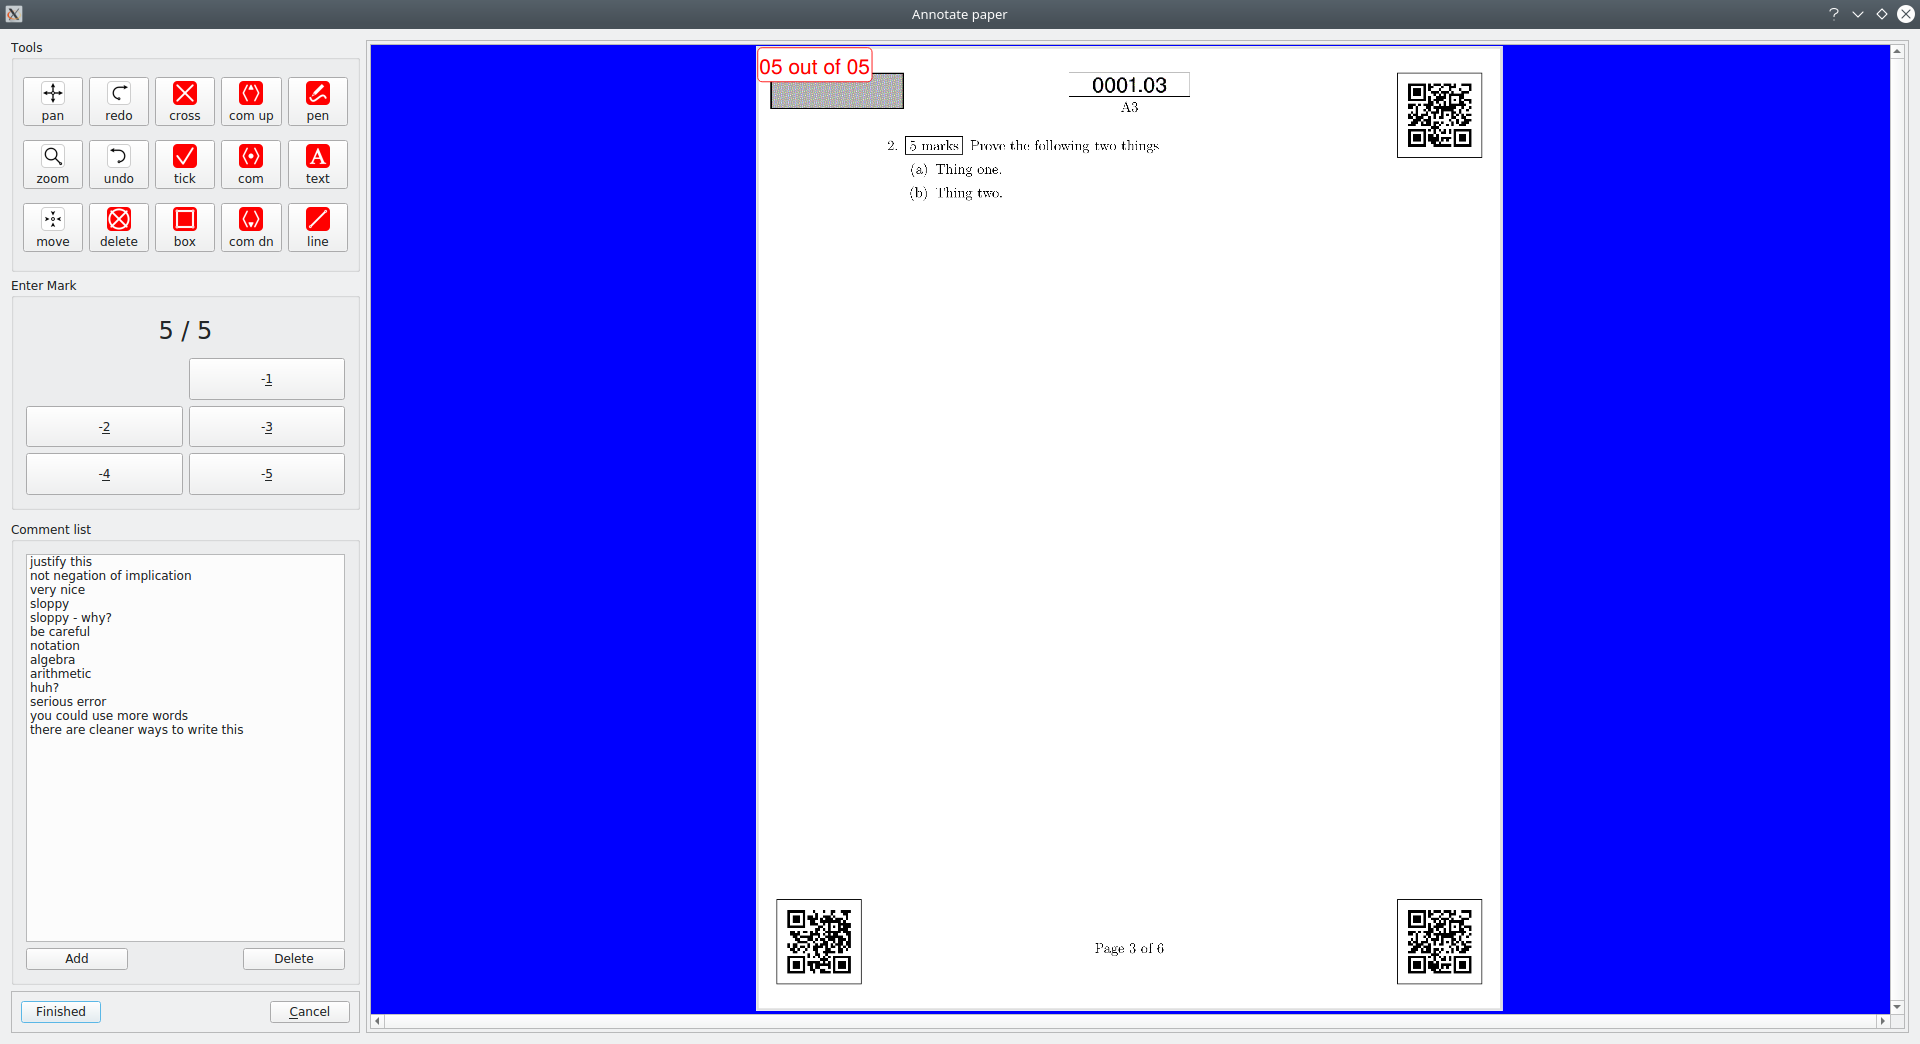 Annotate paper
Tools
pan redo cross com up pen
zoom undo tick com text
move delete box com dn line
Enter Mark
5 / 5
-1
-2 -3
-4 -5
Comment list
justify this
not negation of implication
very nice
sloppy
sloppy - why?
be careful
notation
algebra
arithmetic
huh?
serious error
you could use more words
there are cleaner ways to write this
Add Delete
Finished Cancel
05 out of 05
0001.03
A3
2. 5 marks Prove the following two things
(a) Thing one.
(b) Thing two.
Page 3 of 6